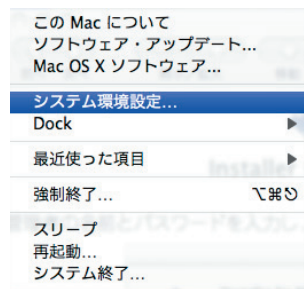 この Mac について
ソフトウェア・アップデート...
Mac OS X ソフトウェア...
システム環境設定...
Dock ▶
最近使った項目 ▶
強制終了... ⌥⌘⎋
スリープ
再起動...
システム終了...
Installer